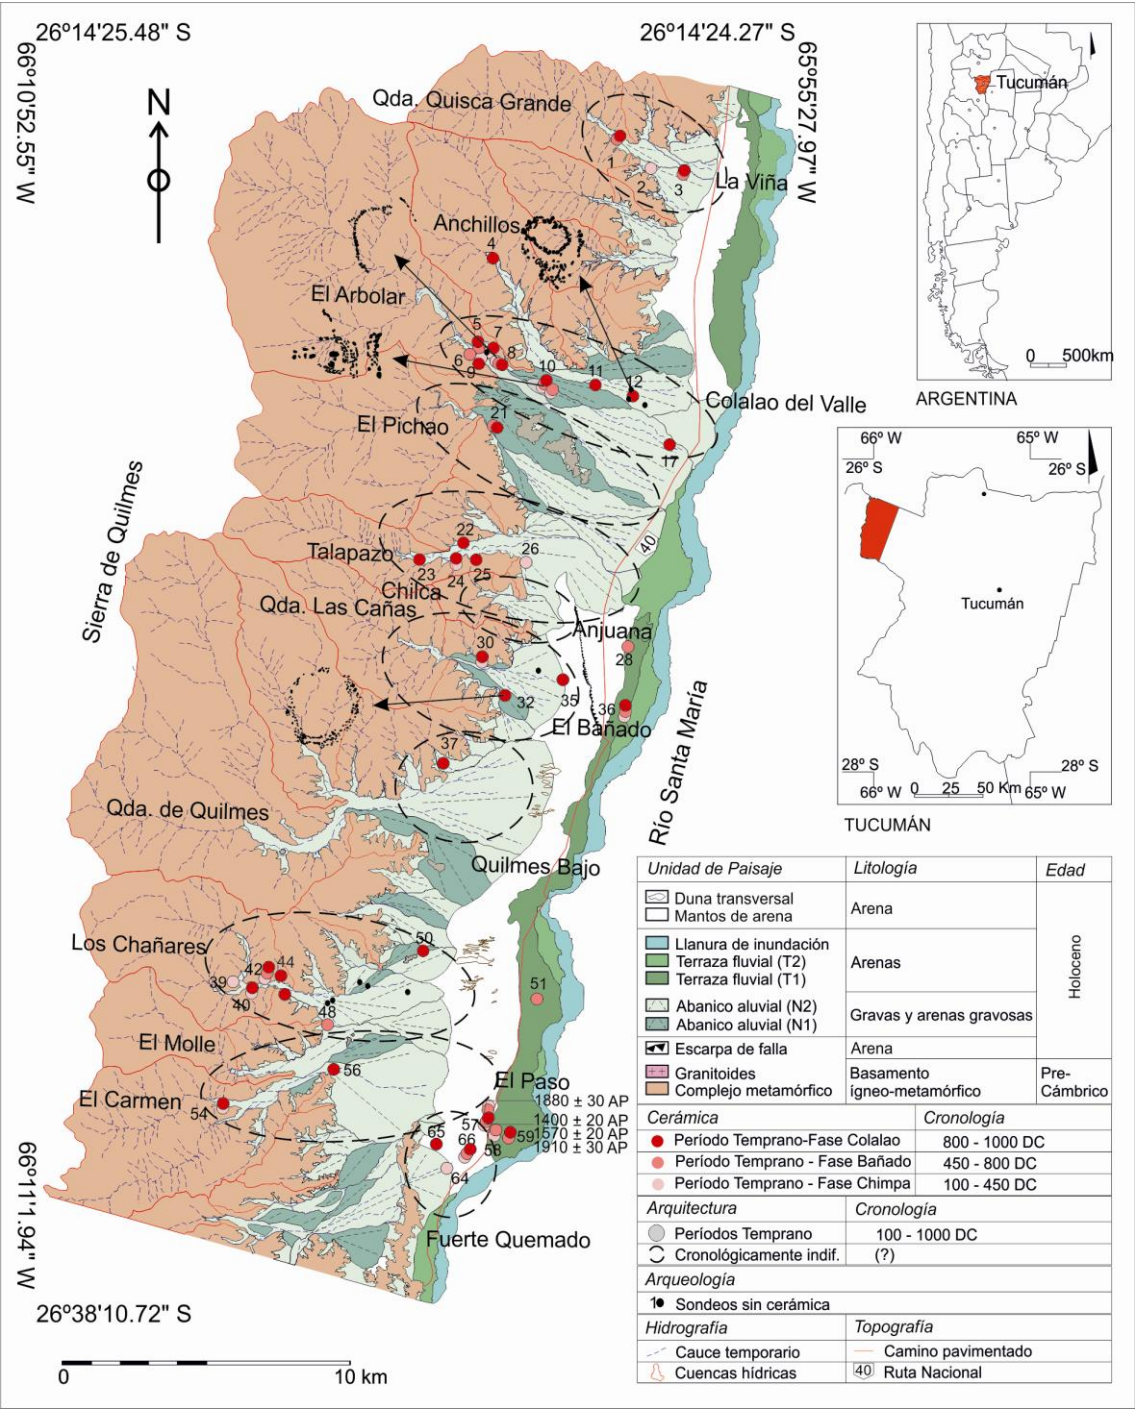 26º14'25.48" S
26º14'24.27" S
66º10'52.55" W
65º55'27.97" W
N
Qda. Quisca Grande
1
2
3
La Viña
Anchillos
4
El Arbolar
5
7
6
8
9
10
11
12
Colalao del Valle
El Pichao
21
17
Sierra de Quilmes
40
22
Talapazo
26
23
24
25
Chilca
Qda. Las Cañas
Anjuana
30
28
32
35
36
El Bañado
Río Santa María
37
Qda. de Quilmes
Quilmes Bajo
Los Chañares
50
42
44
39
40
51
48
El Molle
56
El Carmen
54
El Paso
1880 ± 30 AP
57
1400 ± 20 AP
1570 ± 20 AP
59
1910 ± 30 AP
65
66
58
64
Fuerte Quemado
66º11'1.94" W
26º38'10.72" S
0
10 km
Tucumán
0 500km
ARGENTINA
66º W
65º W
26º S
26º S
Tucumán
28º S
28º S
66º W
0 25 50 Km
65º W
TUCUMÁN
Unidad de Paisaje Litología Edad
Duna transversal
Mantos de arena
Arena
Llanura de inundación
Terraza fluvial (T2)
Terraza fluvial (T1)
Arenas
Holoceno
Abanico aluvial (N2)
Abanico aluvial (N1)
Gravas y arenas gravosas
Escarpa de falla Arena
Granitoides
Complejo metamórfico
Basamento
ígneo-metamórfico
Pre-
Cámbrico
Cerámica Cronología
Período Temprano-Fase Colalao 800 - 1000 DC
Período Temprano - Fase Bañado 450 - 800 DC
Período Temprano - Fase Chimpa 100 - 450 DC
Arquitectura Cronología
Períodos Temprano 100 - 1000 DC
Cronológicamente indif. (?)
Arqueología
1 Sondeos sin cerámica
Hidrografía Topografía
Cauce temporario Camino pavimentado
Cuencas hídricas 40 Ruta Nacional